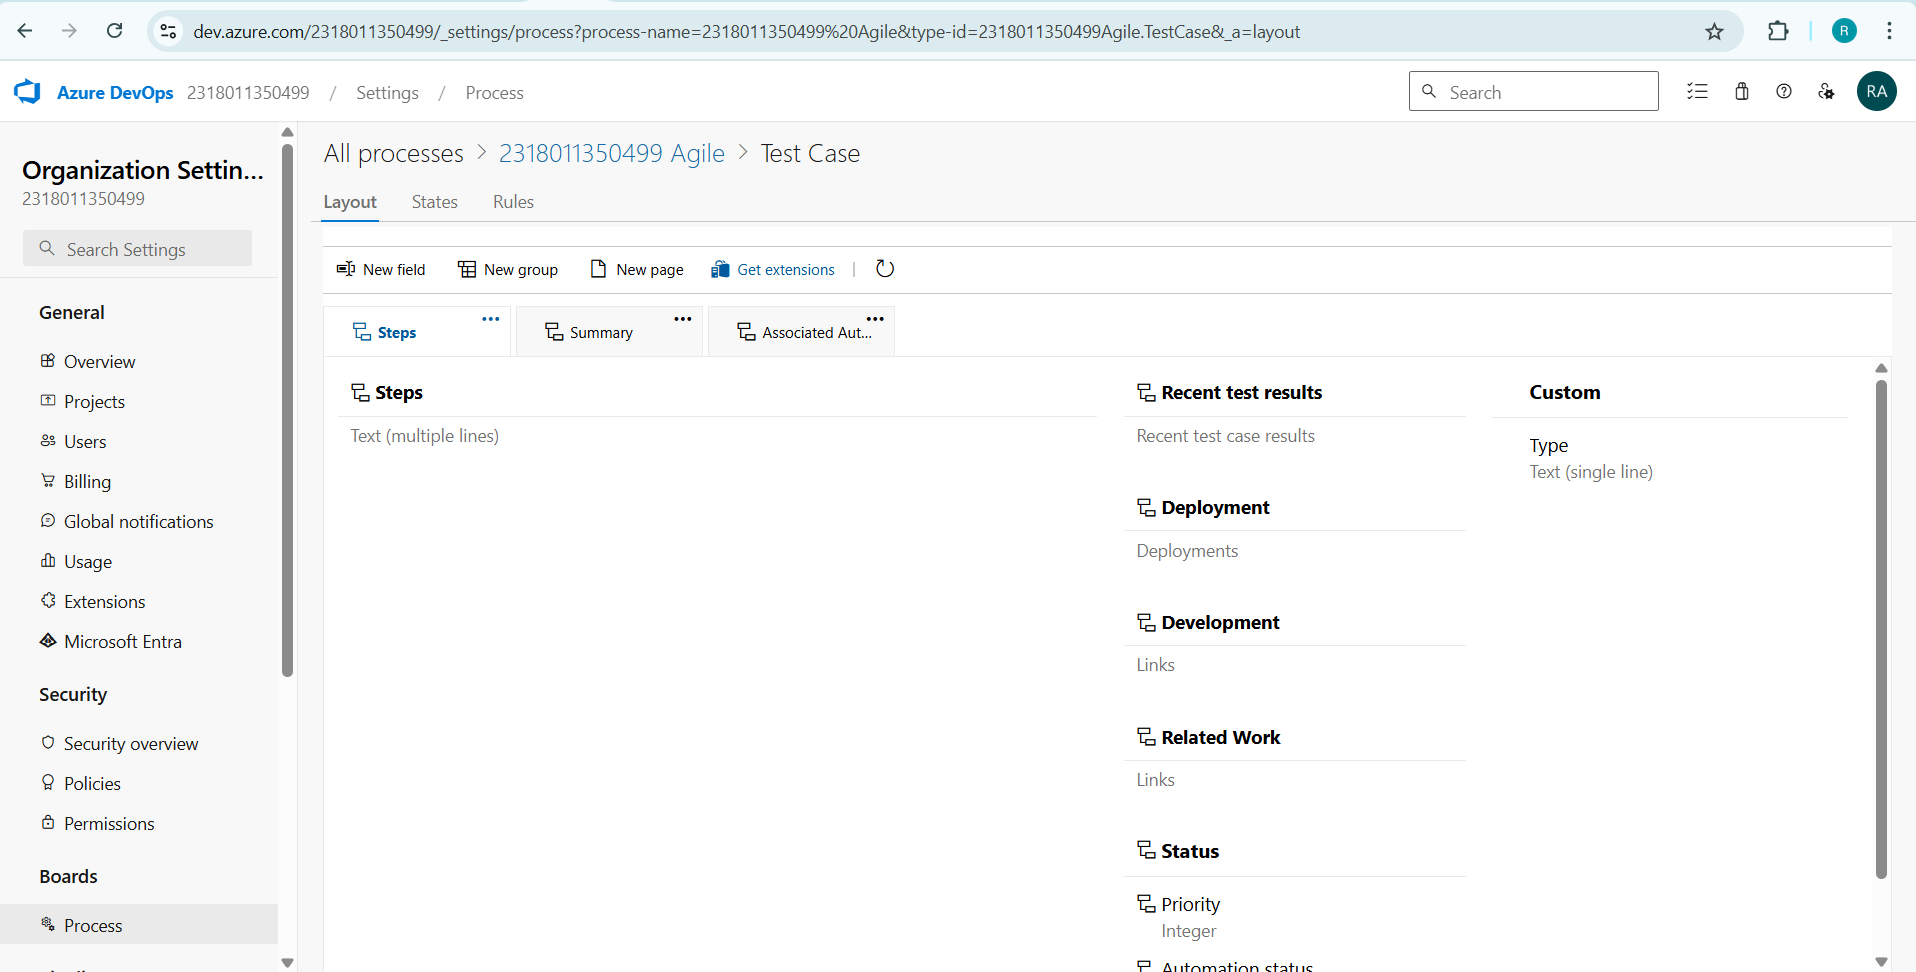 dev.azure.com/2318011350499/_settings/process?process-name=2318011350499%20Agile&type-id=2318011350499Agile.TestCase&_a=layout
R
Azure DevOps 2318011350499 / Settings / Process
Search
RA
Organization Settin...
2318011350499
Search Settings
General
Overview
Projects
Users
Billing
Global notifications
Usage
Extensions
Microsoft Entra
Security
Security overview
Policies
Permissions
Boards
Process
All processes > 2318011350499 Agile > Test Case
Layout States Rules
New field New group New page Get extensions |
Steps ... Summary ... Associated Aut... ...
Steps
Text (multiple lines)
Recent test results
Recent test case results
Deployment
Deployments
Development
Links
Related Work
Links
Status
Priority
Integer
Automation status
Custom
Type
Text (single line)